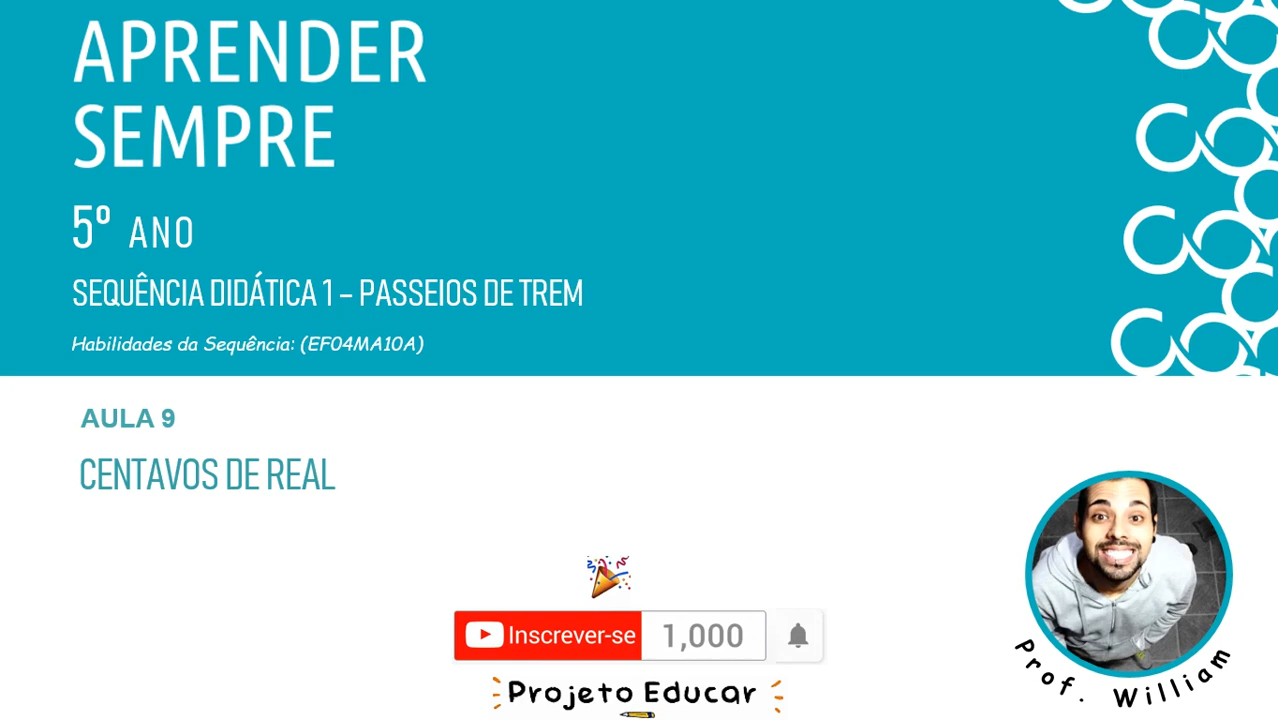 APRENDER
SEMPRE
5º ANO
SEQUÊNCIA DIDÁTICA 1 – PASSEIOS DE TREM
Habilidades da Sequência: (EF04MA10A)
AULA 9
CENTAVOS DE REAL
Inscrever-se 1,000
Projeto Educar
Prof. William